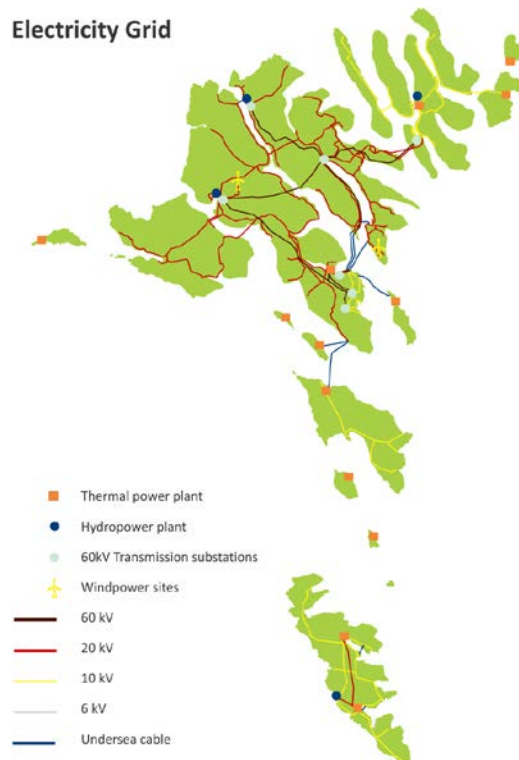 Electricity Grid
Thermal power plant
Hydropower plant
60kV Transmission substations
Windpower sites
60 kV
20 kV
10 kV
6 kV
Undersea cable